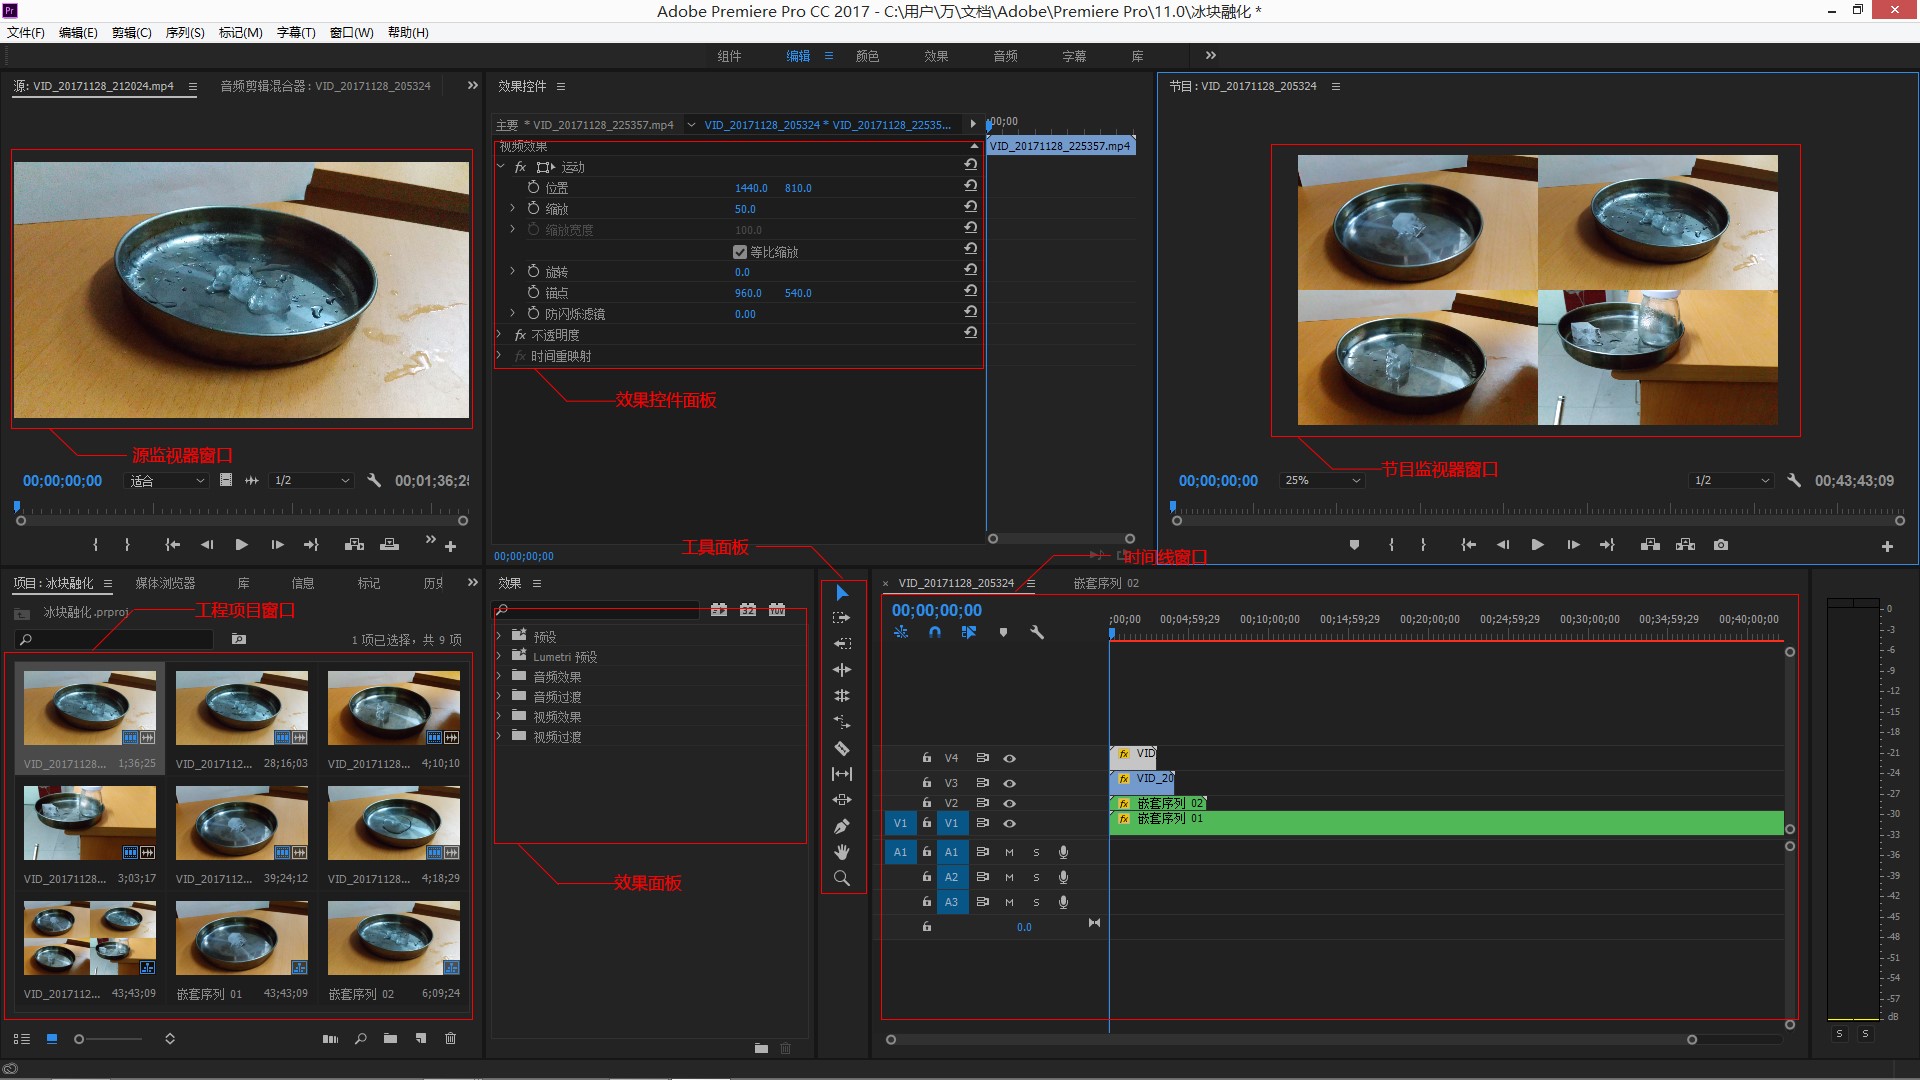 Pr
Adobe Premiere Pro CC 2017 - C:\用户\万\文档\Adobe\Premiere Pro\11.0\冰块融化 *
文件(F) 编辑(E) 剪辑(C) 序列(S) 标记(M) 字幕(T) 窗口(W) 帮助(H)
组件 编辑 颜色 效果 音频 字幕 库
源: VID_20171128_212024.mp4
音频剪辑混合器: VID_20171128_205324
源监视器窗口
00;00;00;00 适合 1/2
效果控件
主要 * VID_20171128_225357.mp4
VID_20171128_205324 * VID_20171128_22535...
;00;00
视频效果
VID_20171128_225357.mp4
fx 运动
位置 1440.0 810.0
缩放 50.0
缩放宽度 100.0
等比缩放
旋转 0.0
锚点 960.0 540.0
防闪烁滤镜 0.00
fx 不透明度
fx 时间重映射
效果控件面板
00;00;00;00
节目: VID_20171128_205324
节目监视器窗口
00;00;00;00 25% 1/2 00;43;43;09
项目: 冰块融化 媒体浏览器 库 信息 标记
冰块融化.prproj
工程项目窗口
1 项已选择，共 9 项
VID_20171128... 1;36;25
VID_2017112... 28;16;03
VID_20171128... 4;10;10
VID_20171128... 3;03;17
VID_2017112... 39;24;12
VID_20171128... 4;18;29
VID_2017112... 43;43;09
嵌套序列 01 43;43;09
嵌套序列 02 6;09;24
效果
32 YUV
预设
Lumetri 预设
音频效果
音频过渡
视频效果
视频过渡
效果面板
工具面板
时间线窗口
× VID_20171128_205324 嵌套序列 02
00;00;00;00
;00;00 00;04;59;29 00;10;00;00 00;14;59;29 00;20;00;00 00;24;59;29 00;30;00;00 00;34;59;29 00;40;00;00
V4 fx VID
V3 fx VID_20
V2 fx 嵌套序列 02
V1 V1 fx 嵌套序列 01
A1 A1 M S
A2 M S
A3 M S
0.0
0
-3
-6
-9
-12
-15
-18
-21
-24
-27
-30
-33
-36
-39
-42
-45
-48
-51
-54
-57
dB
S S